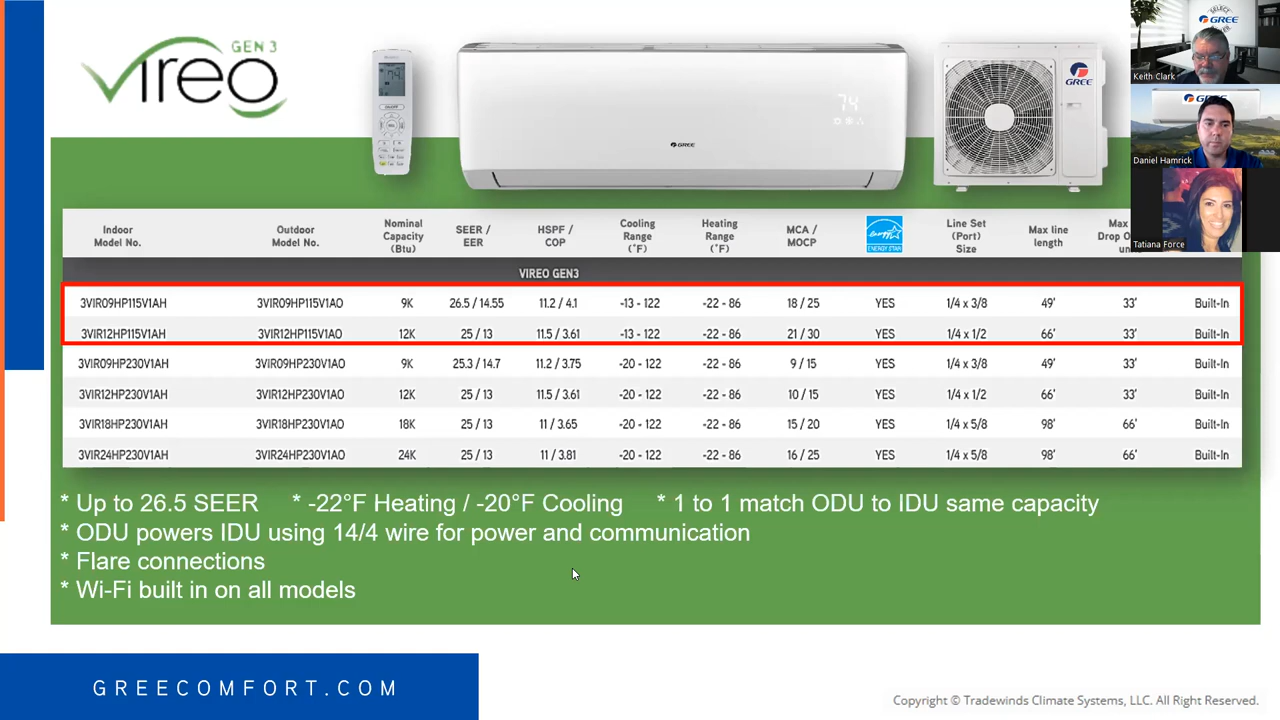 GEN 3
vireo
GREE
GREE
74
74
SELECT
GREE
Keith Clark
GREE
Daniel Hamrick
Tatiana Force
Indoor Model No. Outdoor Model No. Nominal Capacity (Btu) SEER / EER HSPF / COP Cooling Range (°F) Heating Range (°F) MCA / MOCP ENERGY STAR Line Set (Port) Size Max line length Max Drop
VIREO GEN3
3VIR09HP115V1AH 3VIR09HP115V1AO 9K 26.5 / 14.55 11.2 / 4.1 -13 - 122 -22 - 86 18 / 25 YES 1/4 x 3/8 49' 33' Built-In
3VIR12HP115V1AH 3VIR12HP115V1AO 12K 25 / 13 11.5 / 3.61 -13 - 122 -22 - 86 21 / 30 YES 1/4 x 1/2 66' 33' Built-In
3VIR09HP230V1AH 3VIR09HP230V1AO 9K 25.3 / 14.7 11.2 / 3.75 -20 - 122 -22 - 86 9 / 15 YES 1/4 x 3/8 49' 33' Built-In
3VIR12HP230V1AH 3VIR12HP230V1AO 12K 25 / 13 11.5 / 3.61 -20 - 122 -22 - 86 10 / 15 YES 1/4 x 1/2 66' 33' Built-In
3VIR18HP230V1AH 3VIR18HP230V1AO 18K 25 / 13 11 / 3.65 -20 - 122 -22 - 86 15 / 20 YES 1/4 x 5/8 98' 66' Built-In
3VIR24HP230V1AH 3VIR24HP230V1AO 24K 25 / 13 11 / 3.81 -20 - 122 -22 - 86 16 / 25 YES 1/4 x 5/8 98' 66' Built-In
* Up to 26.5 SEER * -22°F Heating / -20°F Cooling * 1 to 1 match ODU to IDU same capacity
* ODU powers IDU using 14/4 wire for power and communication
* Flare connections
* Wi-Fi built in on all models
GREECOMFORT.COM
Copyright © Tradewinds Climate Systems, LLC. All Right Reserved.